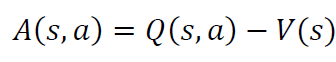 A(s, a) = Q(s, a) − V(s)